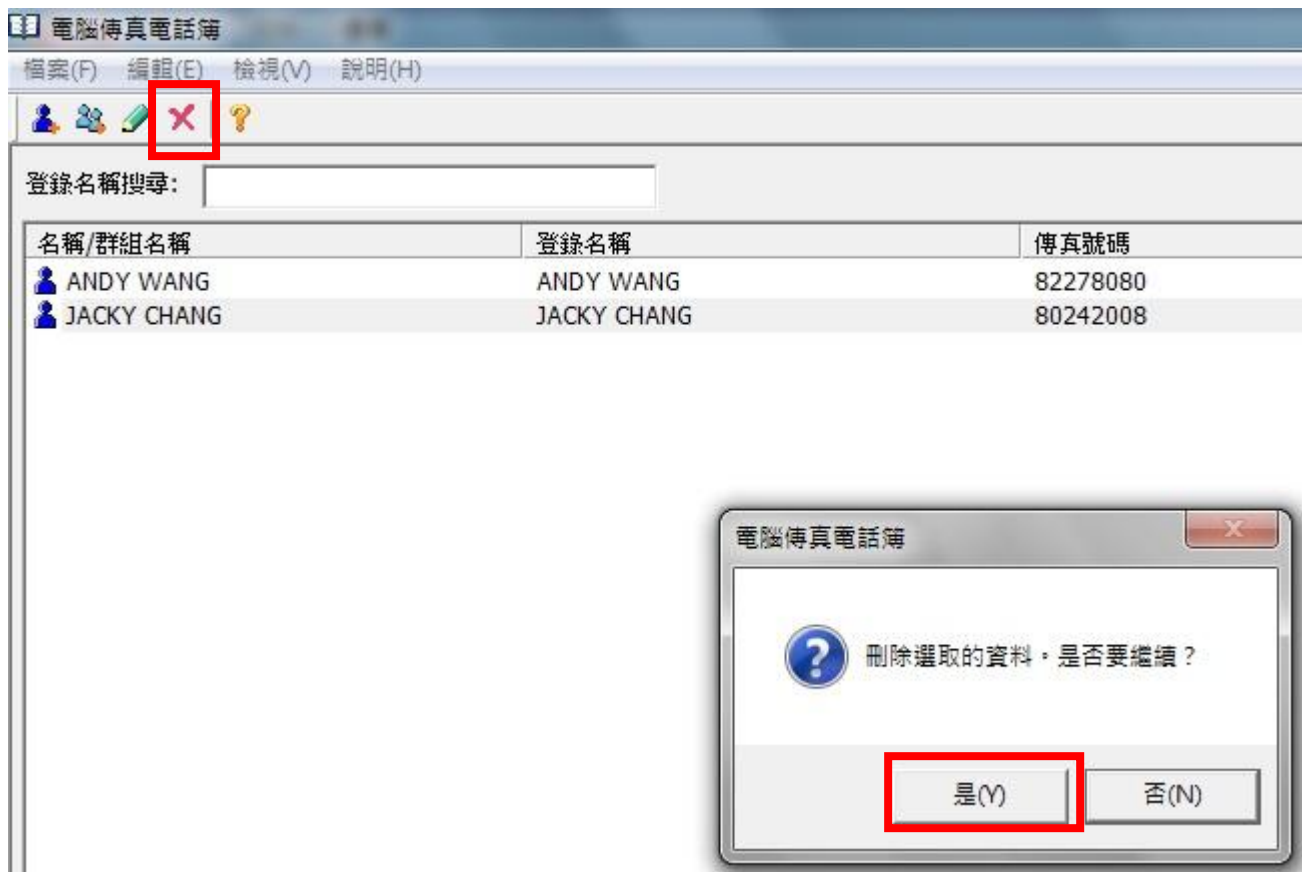 電腦傳真電話簿
檔案(F) 編輯(E) 檢視(V) 說明(H)
登錄名稱搜尋:
名稱/群組名稱 登錄名稱 傳真號碼
ANDY WANG ANDY WANG 82278080
JACKY CHANG JACKY CHANG 80242008
電腦傳真電話簿
刪除選取的資料。是否要繼續？
是(Y) 否(N)